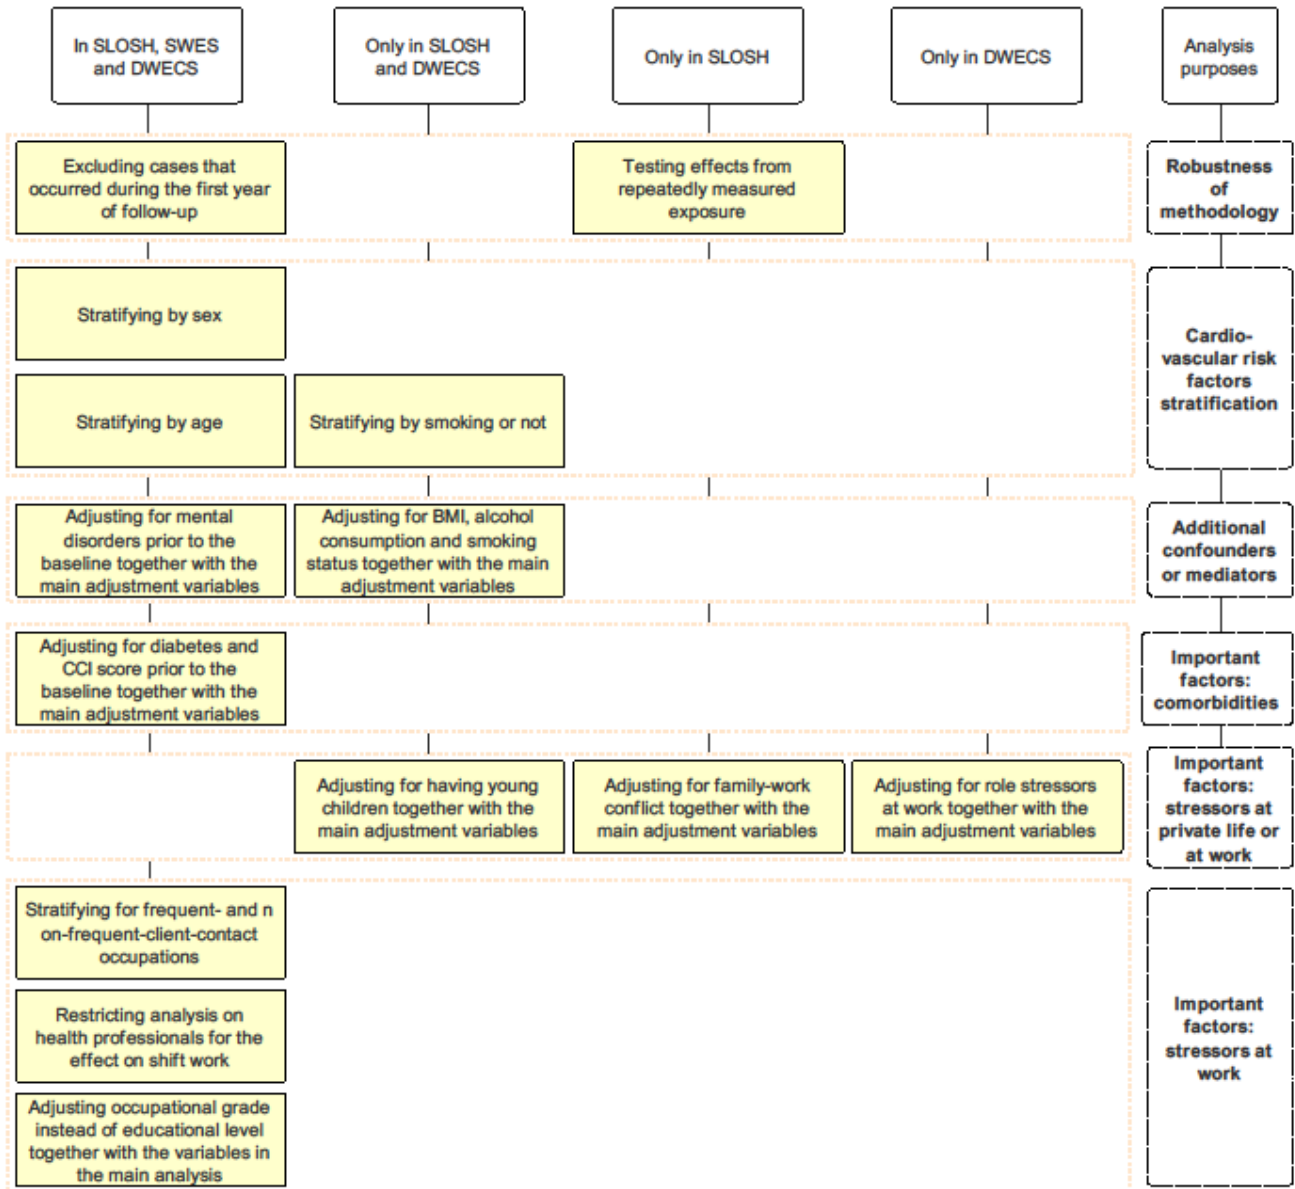 In SLOSH, SWES
and DWECS
Only in SLOSH
and DWECS
Only in SLOSH
Only in DWECS
Analysis
purposes
Excluding cases that
occurred during the first year
of follow-up
Testing effects from
repeatedly measured
exposure
Robustness
of
methodology
Stratifying by sex
Stratifying by age
Stratifying by smoking or not
Cardio-
vascular risk
factors
stratification
Adjusting for mental
disorders prior to the
baseline together with the
main adjustment variables
Adjusting for BMI, alcohol
consumption and smoking
status together with the main
adjustment variables
Additional
confounders
or mediators
Adjusting for diabetes and
CCI score prior to the
baseline together with the
main adjustment variables
Important
factors:
comorbidities
Adjusting for having young
children together with the
main adjustment variables
Adjusting for family-work
conflict together with the
main adjustment variables
Adjusting for role stressors
at work together with the
main adjustment variables
Important
factors:
stressors at
private life or
at work
Stratifying for frequent- and n
on-frequent-client-contact
occupations
Restricting analysis on
health professionals for the
effect on shift work
Adjusting occupational grade
instead of educational level
together with the variables in
the main analysis
Important
factors:
stressors at
work